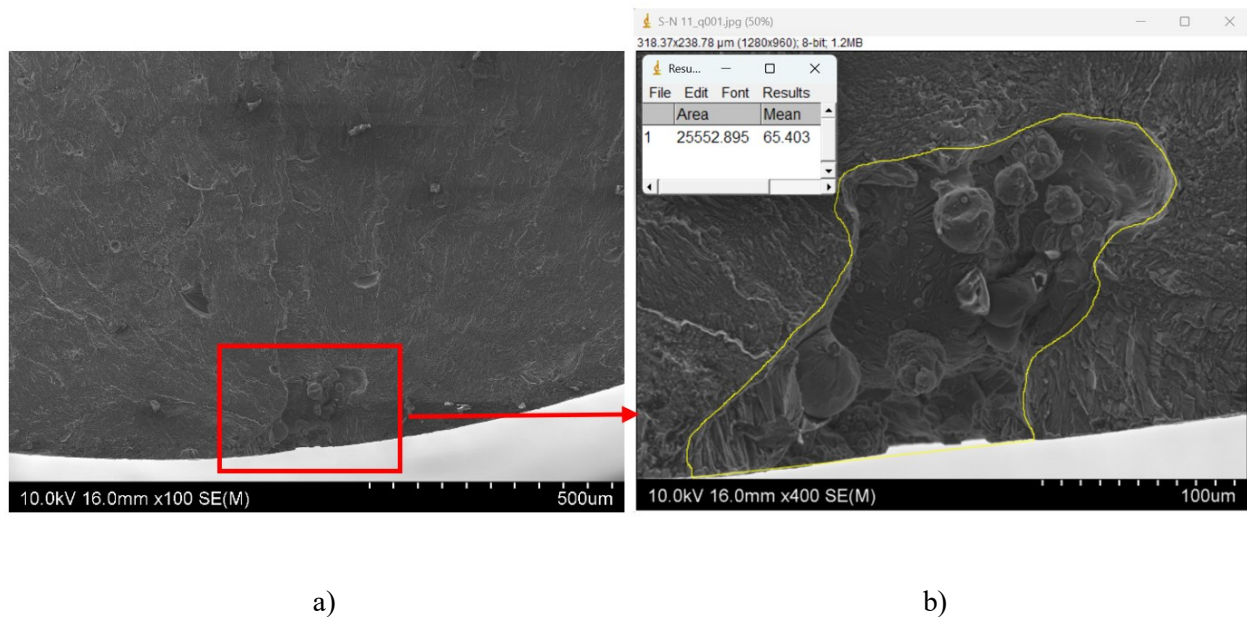 S-N 11_q001.jpg (50%)
318.37x238.78 µm (1280x960); 8-bit; 1.2MB
Resu...
File Edit Font Results
Area Mean
1 25552.895 65.403
10.0kV 16.0mm x100 SE(M) 500um
10.0kV 16.0mm x400 SE(M) 100um
a) b)